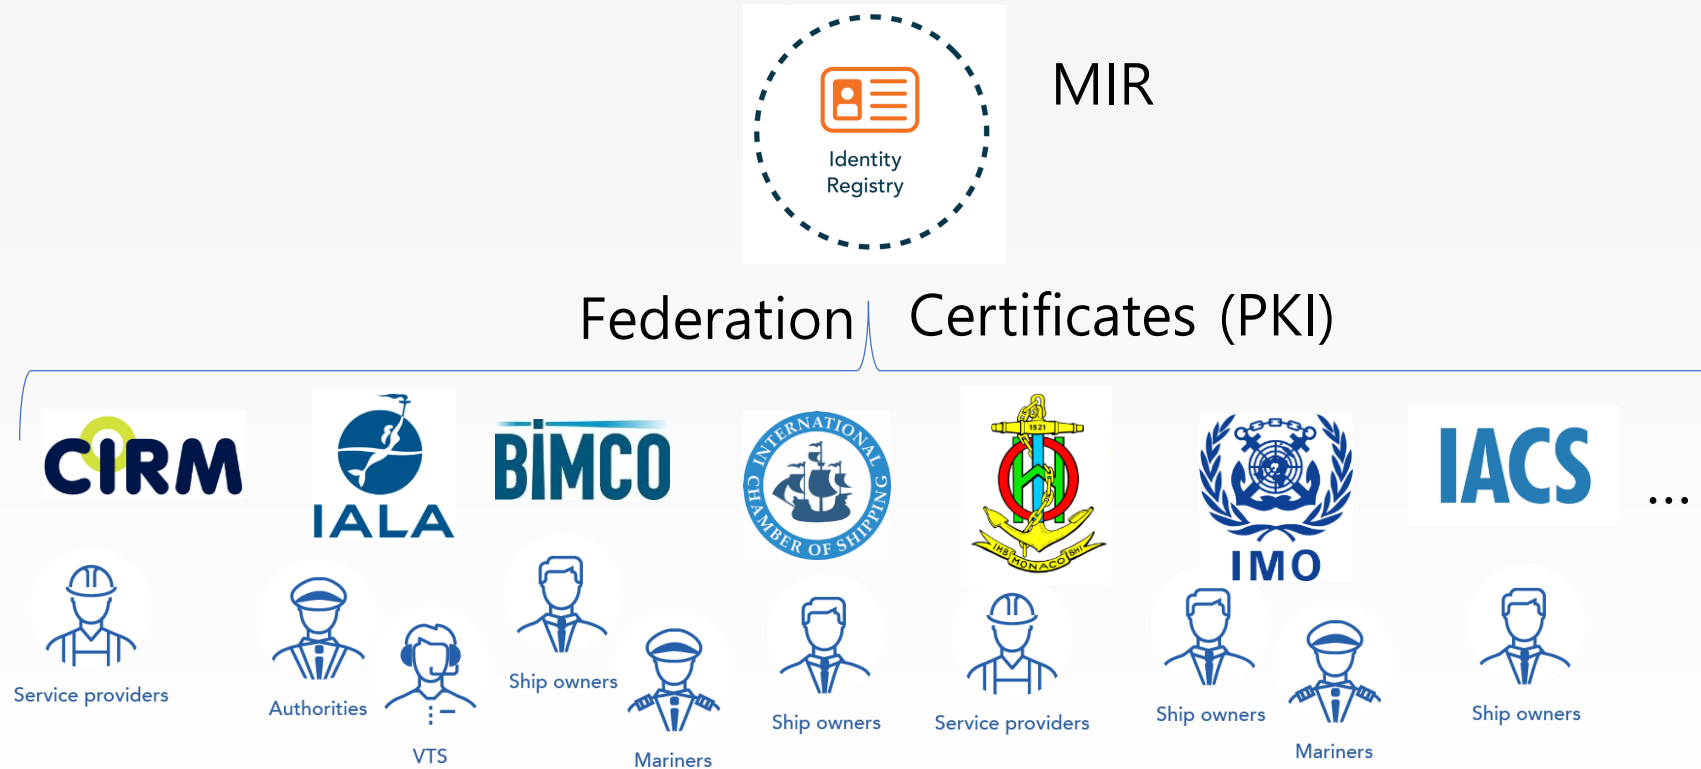 MIR
Identity
Registry
Federation
Certificates (PKI)
CIRM
IALA
BIMCO
INTERNATIONAL
CHAMBER OF SHIPPING
1921
IHB MONACO BHI
IMO
IACS
...
Service providers
Authorities
VTS
Ship owners
Mariners
Ship owners
Service providers
Ship owners
Mariners
Ship owners